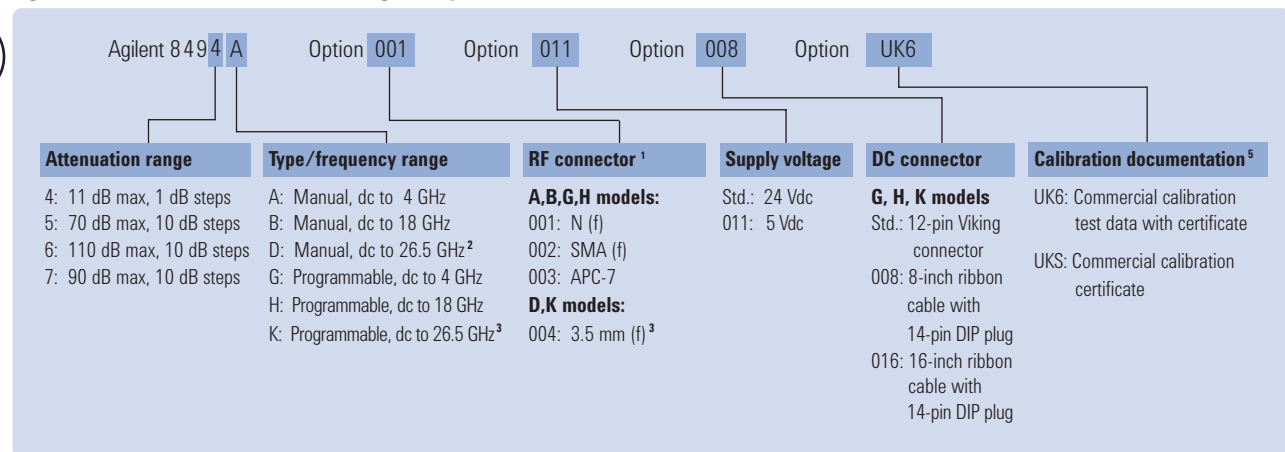 Agilent 8494 A Option 001 Option 011 Option 008 Option UK6
Attenuation range
4: 11 dB max, 1 dB steps
5: 70 dB max, 10 dB steps
6: 110 dB max, 10 dB steps
7: 90 dB max, 10 dB steps
Type/frequency range
A: Manual, dc to 4 GHz
B: Manual, dc to 18 GHz
D: Manual, dc to 26.5 GHz 2
G: Programmable, dc to 4 GHz
H: Programmable, dc to 18 GHz
K: Programmable, dc to 26.5 GHz 3
RF connector 1
A,B,G,H models:
001: N (f)
002: SMA (f)
003: APC-7
D,K models:
004: 3.5 mm (f) 3
Supply voltage
Std.: 24 Vdc
011: 5 Vdc
DC connector
G, H, K models
Std.: 12-pin Viking
connector
008: 8-inch ribbon
cable with
14-pin DIP plug
016: 16-inch ribbon
cable with
14-pin DIP plug
Calibration documentation 5
UK6: Commercial calibration
test data with certificate
UKS: Commercial calibration
certificate